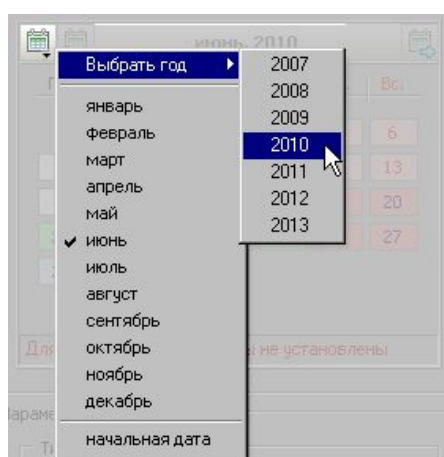 июнь, 2010
Выбрать год
2007
2008
2009
2010
2011
2012
2013
Вс.
январь
февраль
март
апрель
май
июнь
июль
август
сентябрь
октябрь
ноябрь
декабрь
начальная дата
6
13
20
27
Для
не установлены